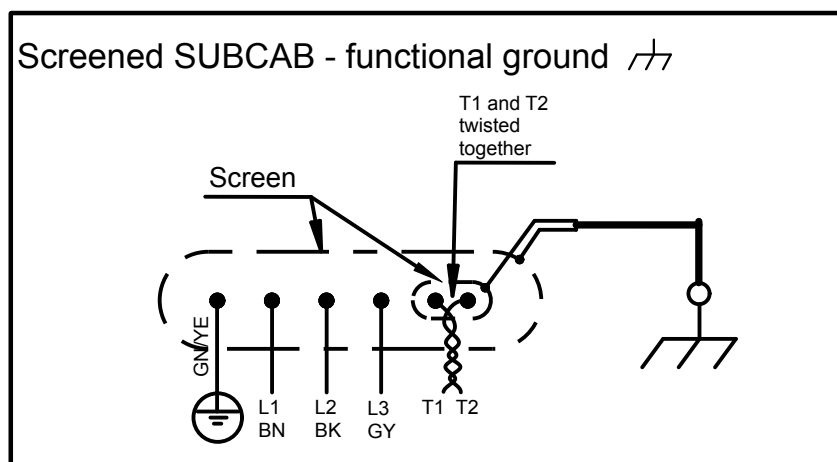 Screened SUBCAB - functional ground
T1 and T2
twisted
together
Screen
GN/YE
L1
BN
L2
BK
L3
GY
T1 T2